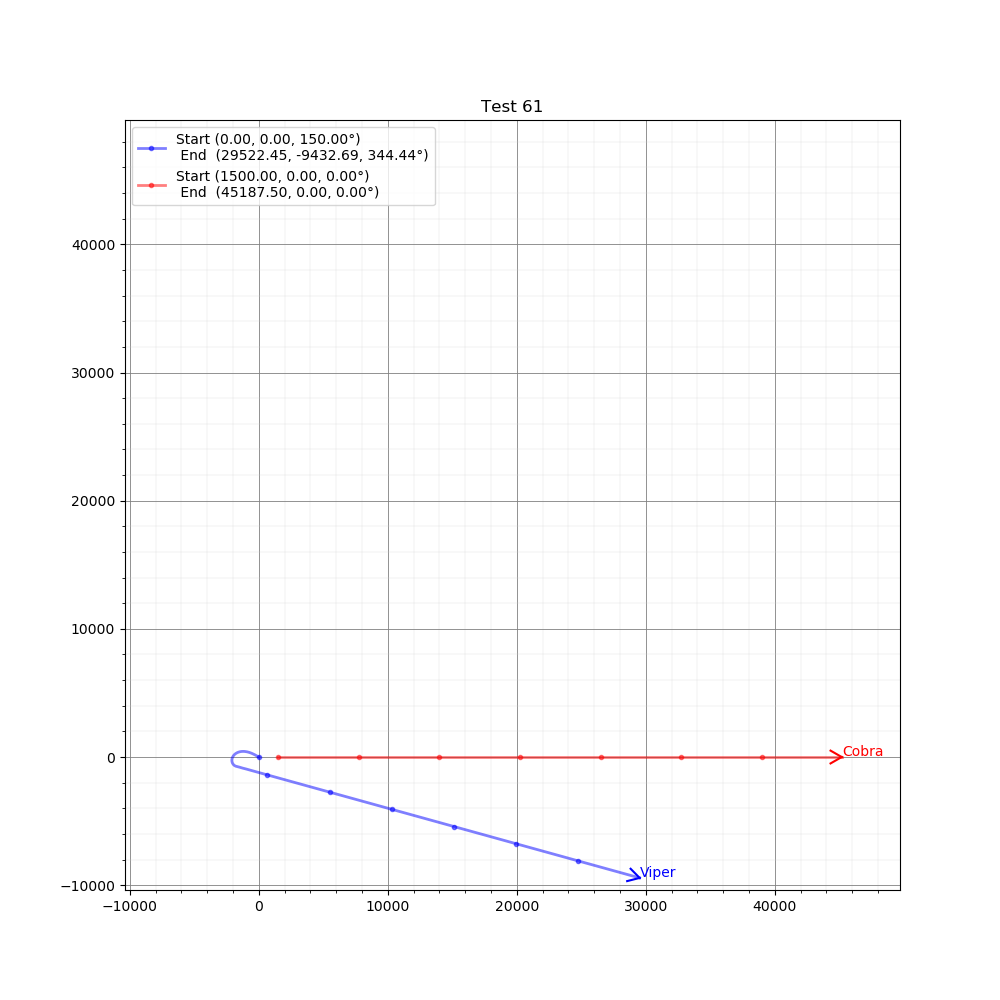 Test 61
Start (0.00, 0.00, 150.00°)
End  (29522.45, -9432.69, 344.44°)
Start (1500.00, 0.00, 0.00°)
End  (45187.50, 0.00, 0.00°)
40000
30000
20000
10000
0
−10000
Cobra
Viper
−10000
0
10000
20000
30000
40000